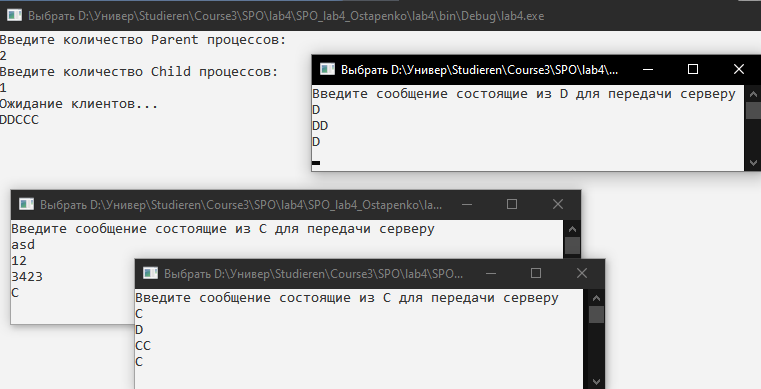 Выбрать D:\Универ\Studieren\Course3\SPO\lab4\SPO_lab4_Ostapenko\lab4\bin\Debug\lab4.exe
Введите количество Parent процессов:
2
Введите количество Child процессов:
1
Ожидание клиентов...
DDCCC
Выбрать D:\Универ\Studieren\Course3\SPO\lab4\...
Введите сообщение состоящие из D для передачи серверу
D
DD
D
Выбрать D:\Универ\Studieren\Course3\SPO\lab4\SPO_lab4_Ostapenko\la...
Введите сообщение состоящие из C для передачи серверу
asd
12
3423
C
Выбрать D:\Универ\Studieren\Course3\SPO\lab4\SPO...
Введите сообщение состоящие из C для передачи серверу
C
D
CC
C